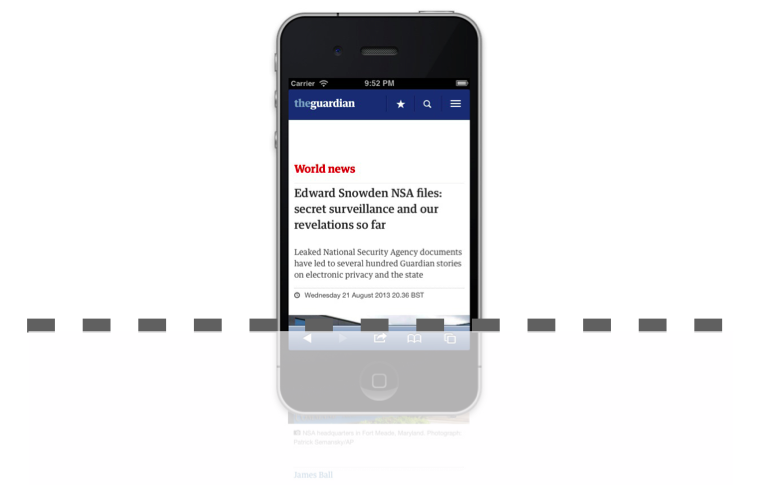 Carrier 9:52 PM
theguardian
World news
Edward Snowden NSA files:
secret surveillance and our
revelations so far
Leaked National Security Agency documents
have led to several hundred Guardian stories
on electronic privacy and the state
Wednesday 21 August 2013 20.36 BST
NSA headquarters in Fort Meade, Maryland. Photograph:
Patrick Semansky/AP
James Ball